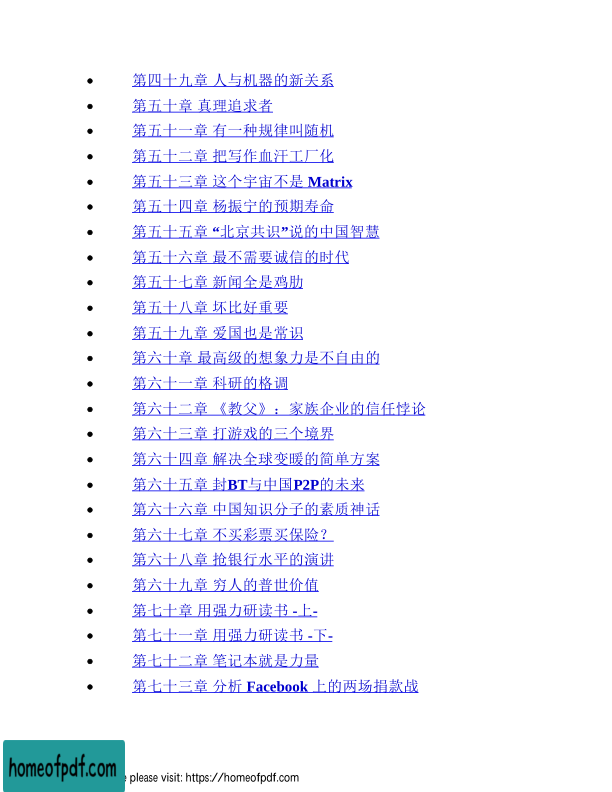 第四十九章 人与机器的新关系
第五十章 真理追求者
第五十一章 有一种规律叫随机
第五十二章 把写作血汗工厂化
第五十三章 这个宇宙不是 Matrix
第五十四章 杨振宁的预期寿命
第五十五章 “北京共识”说的中国智慧
第五十六章 最不需要诚信的时代
第五十七章 新闻全是鸡肋
第五十八章 坏比好重要
第五十九章 爱国也是常识
第六十章 最高级的想象力是不自由的
第六十一章 科研的格调
第六十二章 《教父》：家族企业的信任悖论
第六十三章 打游戏的三个境界
第六十四章 解决全球变暖的简单方案
第六十五章 封BT与中国P2P的未来
第六十六章 中国知识分子的素质神话
第六十七章 不买彩票买保险？
第六十八章 抢银行水平的演讲
第六十九章 穷人的普世价值
第七十章 用强力研读书 -上-
第七十一章 用强力研读书 -下-
第七十二章 笔记本就是力量
第七十三章 分析 Facebook 上的两场捐款战
homeofpdf.com
e please visit: https://homeofpdf.com